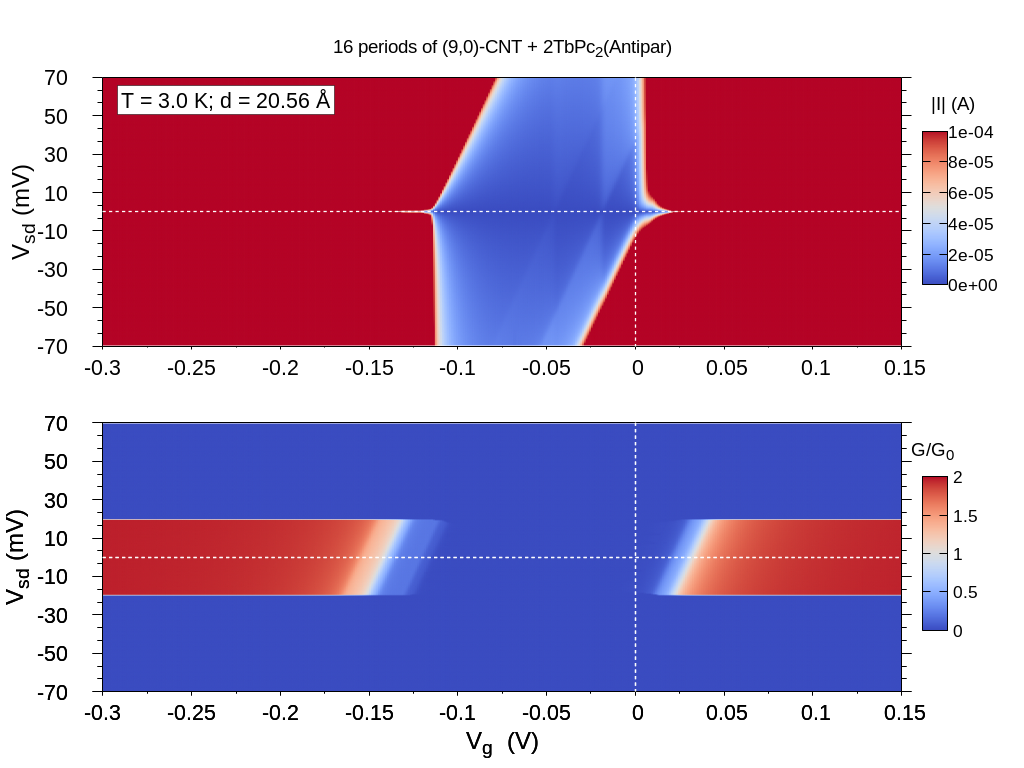 16 periods of (9,0)-CNT + 2TbPc2(Antipar)
T = 3.0 K; d = 20.56 Å
Vsd (mV)
70
50
30
10
-10
-30
-50
-70
-0.3 -0.25 -0.2 -0.15 -0.1 -0.05 0 0.05 0.1 0.15
|I| (A)
1e-04
8e-05
6e-05
4e-05
2e-05
0e+00
Vsd (mV)
70
50
30
10
-10
-30
-50
-70
-0.3 -0.25 -0.2 -0.15 -0.1 -0.05 0 0.05 0.1 0.15
Vg (V)
G/G0
2
1.5
1
0.5
0